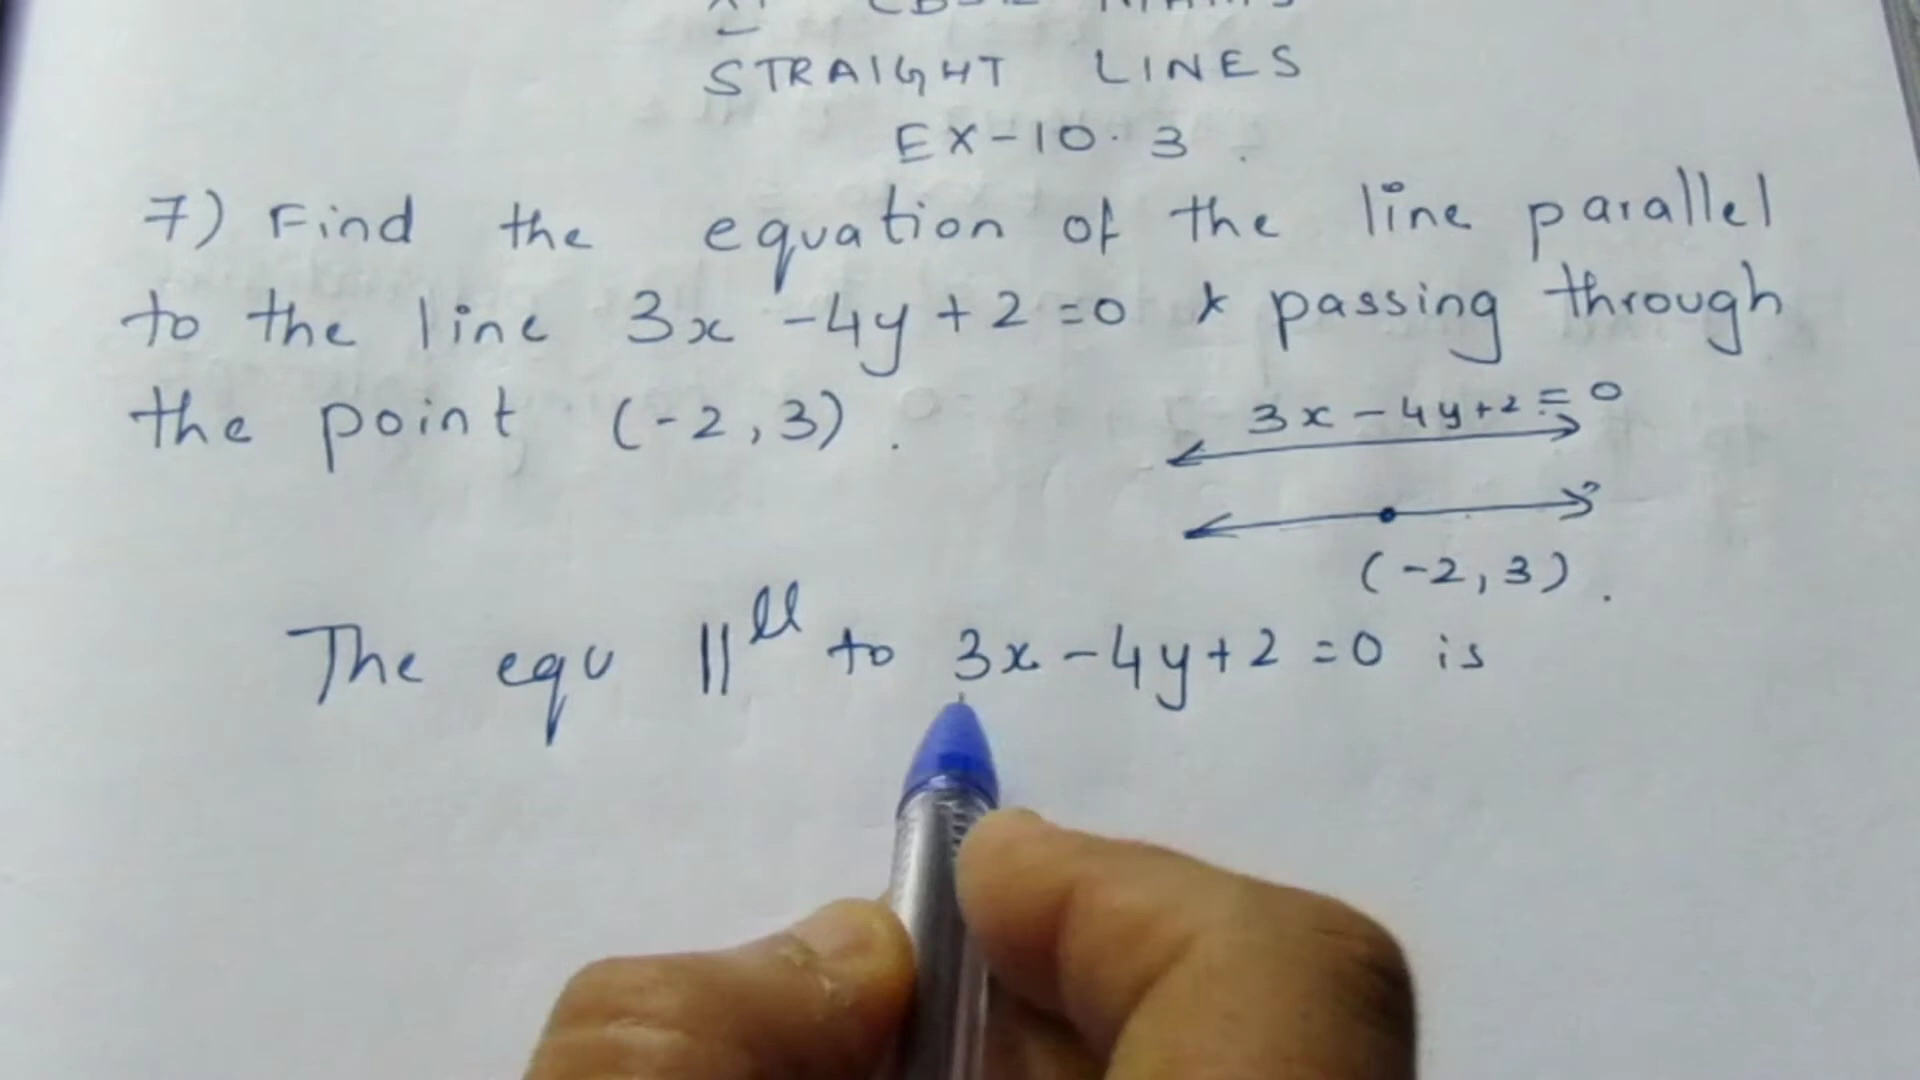 STRAIGHT LINES
EX-10.3.
7) Find the equation of the line parallel
to the line 3x -4y+2=0 & passing through
the point (-2,3).
3x-4y+2=0
(-2,3).
The equ ||ll to 3x-4y+2=0 is